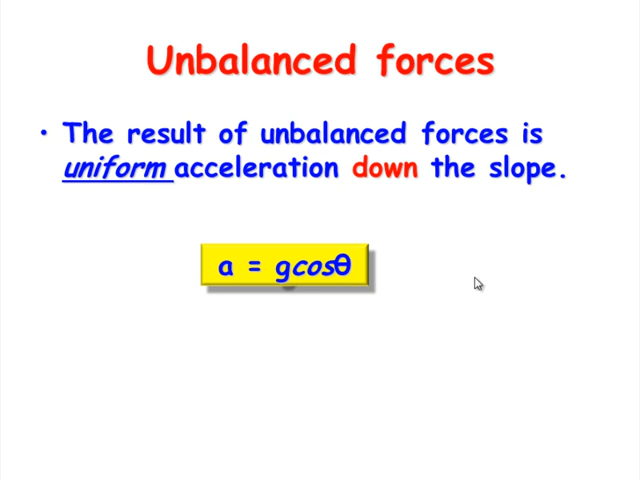 Unbalanced forces
• The result of unbalanced forces is
uniform acceleration down the slope.
a = gcosθ